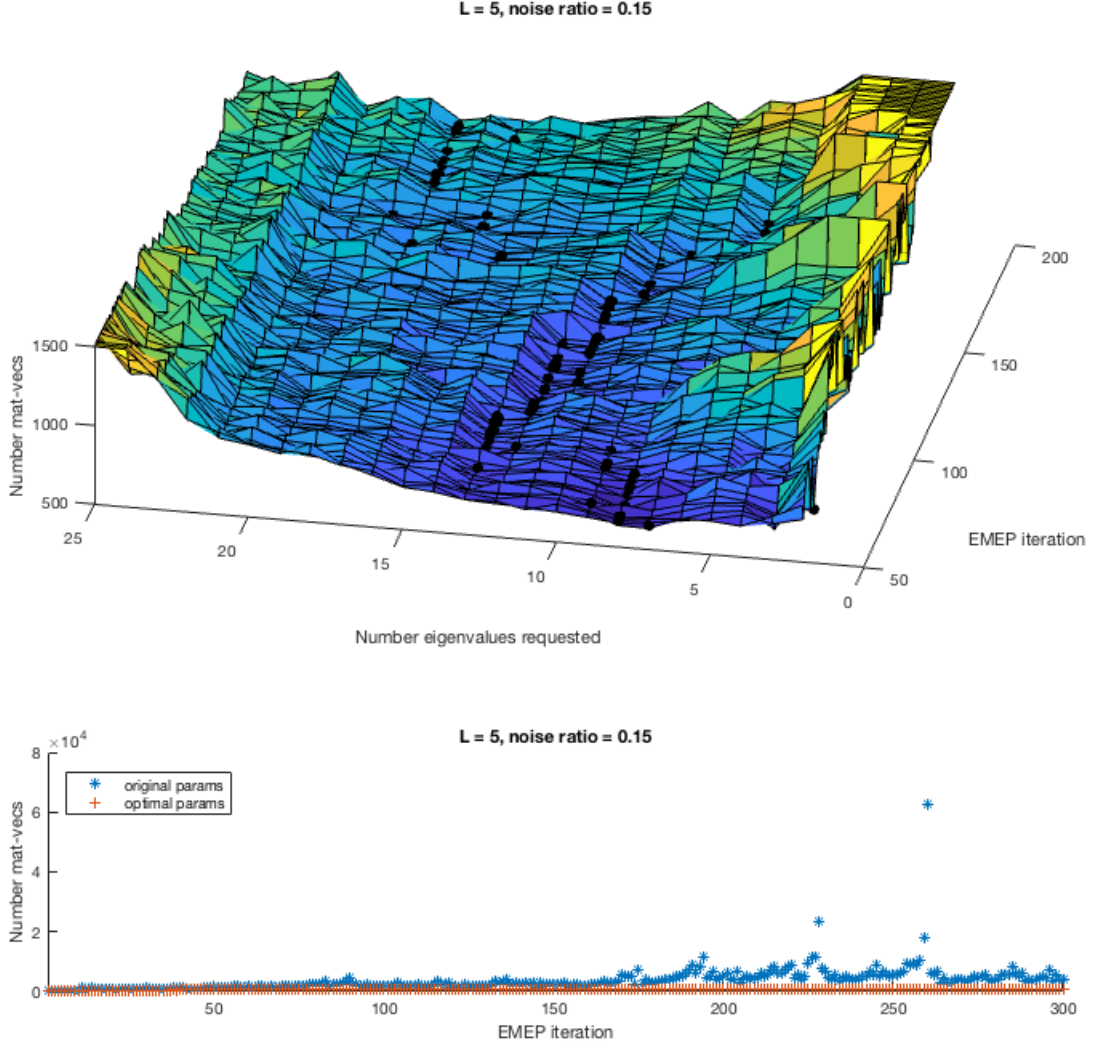 L = 5, noise ratio = 0.15
1500
1000
500
Number mat-vecs
25
20
15
10
5
0
Number eigenvalues requested
200
150
100
50
EMEP iteration
L = 5, noise ratio = 0.15
×10⁴
8
6
4
2
0
Number mat-vecs
original params
optimal params
50
100
150
200
250
300
EMEP iteration